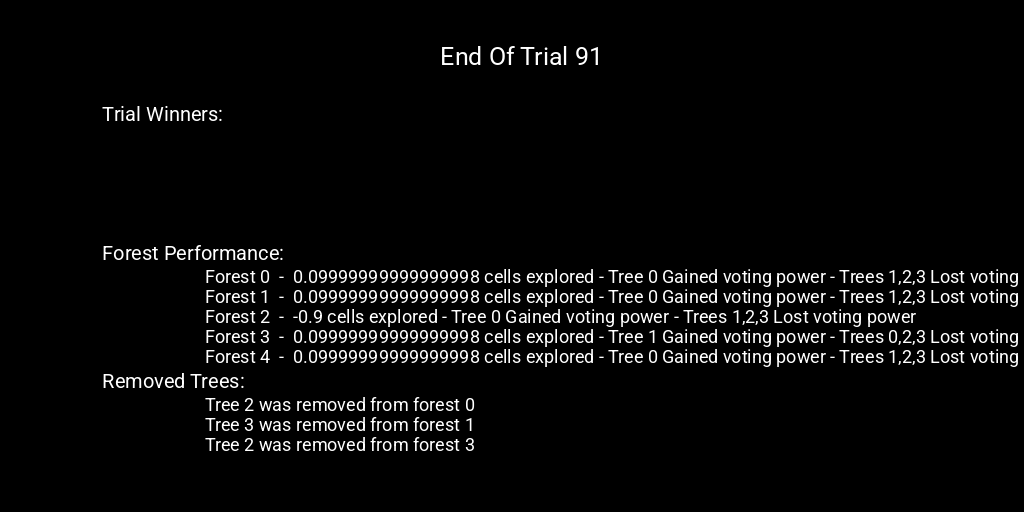 End Of Trial 91
Trial Winners:
Forest Performance:
Forest 0 - 0.09999999999999998 cells explored - Tree 0 Gained voting power - Trees 1,2,3 Lost voting
Forest 1 - 0.09999999999999998 cells explored - Tree 0 Gained voting power - Trees 1,2,3 Lost voting
Forest 2 - -0.9 cells explored - Tree 0 Gained voting power - Trees 1,2,3 Lost voting power
Forest 3 - 0.09999999999999998 cells explored - Tree 1 Gained voting power - Trees 0,2,3 Lost voting
Forest 4 - 0.09999999999999998 cells explored - Tree 0 Gained voting power - Trees 1,2,3 Lost voting
Removed Trees:
Tree 2 was removed from forest 0
Tree 3 was removed from forest 1
Tree 2 was removed from forest 3